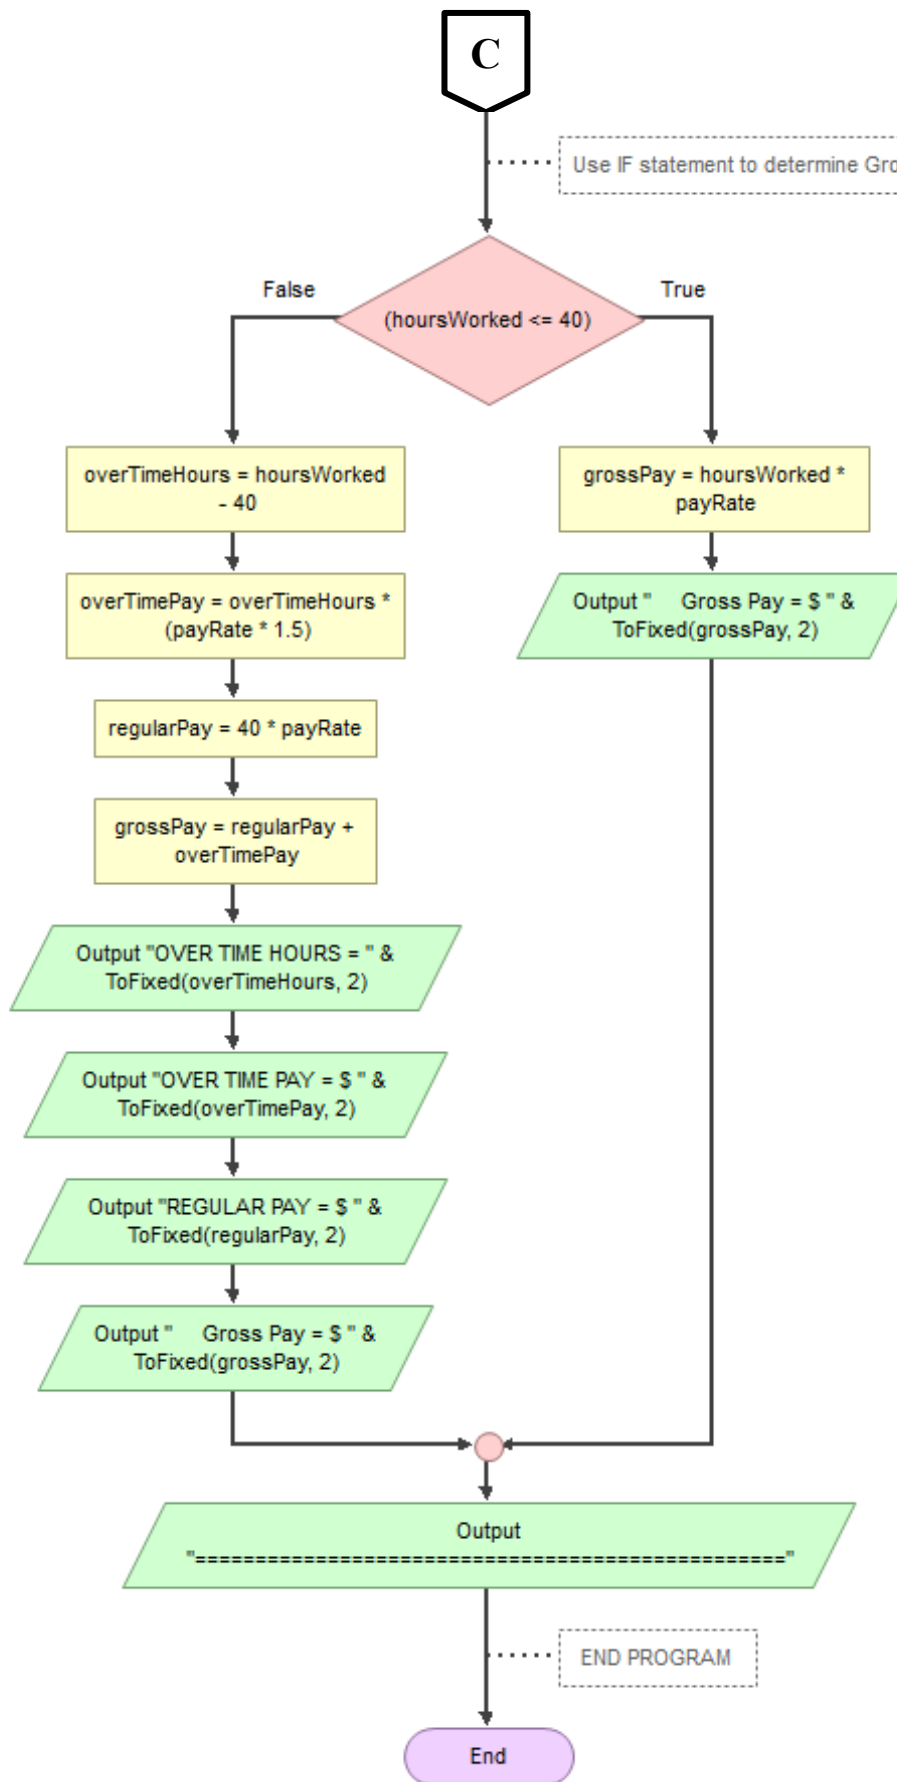 C
Use IF statement to determine
False
True
(hoursWorked <= 40)
overTimeHours = hoursWorked
- 40
overTimePay = overTimeHours *
(payRate * 1.5)
regularPay = 40 * payRate
grossPay = regularPay +
overTimePay
Output "OVER TIME HOURS = " &
ToFixed(overTimeHours, 2)
Output "OVER TIME PAY = $ " &
ToFixed(overTimePay, 2)
Output "REGULAR PAY = $ " &
ToFixed(regularPay, 2)
Output "     Gross Pay = $ " &
ToFixed(grossPay, 2)
grossPay = hoursWorked *
payRate
Output "     Gross Pay = $ " &
ToFixed(grossPay, 2)
Output
"================================================="
END PROGRAM
End